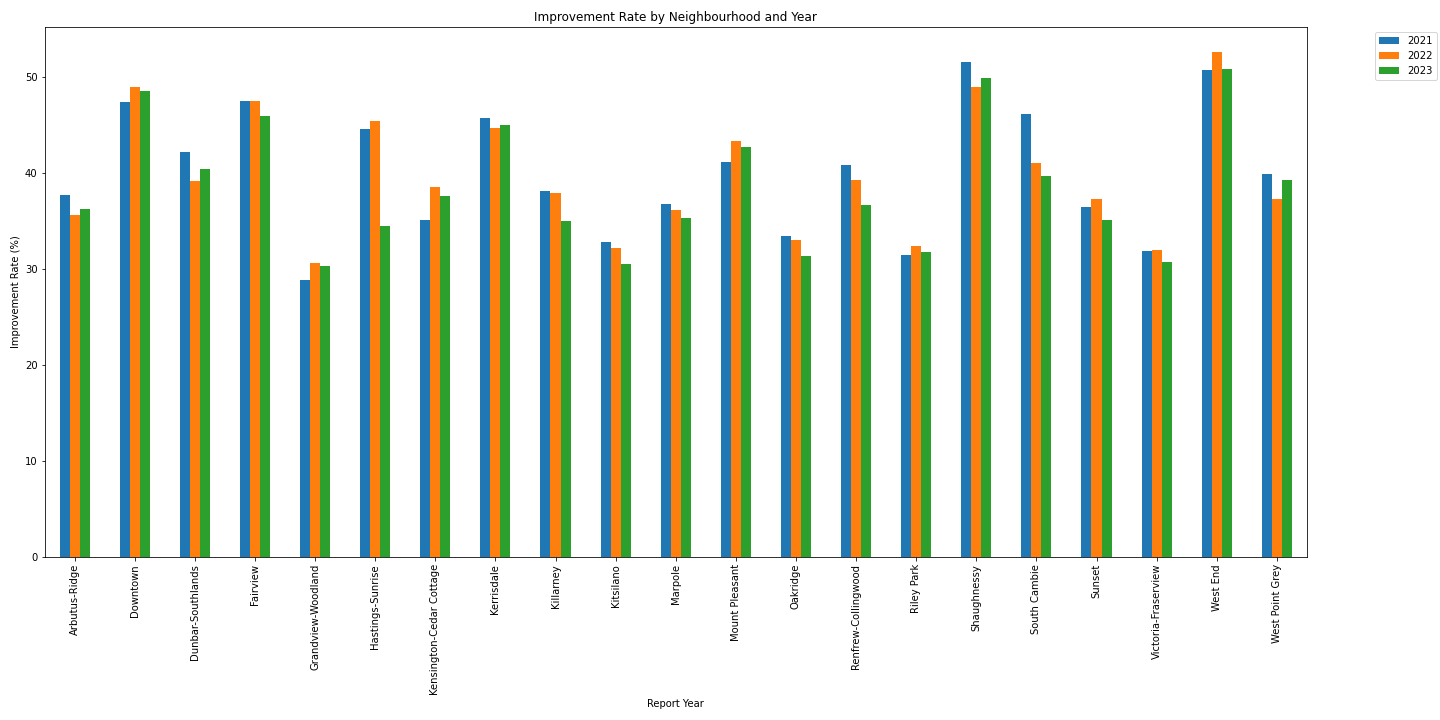 Improvement Rate by Neighbourhood and Year
2021
2022
2023
50
40
30
20
10
0
Improvement Rate (%)
Arbutus-Ridge
Downtown
Dunbar-Southlands
Fairview
Grandview-Woodland
Hastings-Sunrise
Kensington-Cedar Cottage
Kerrisdale
Killarney
Kitsilano
Marpole
Mount Pleasant
Oakridge
Renfrew-Collingwood
Riley Park
Shaughnessy
South Cambie
Sunset
Victoria-Fraserview
West End
West Point Grey
Report Year